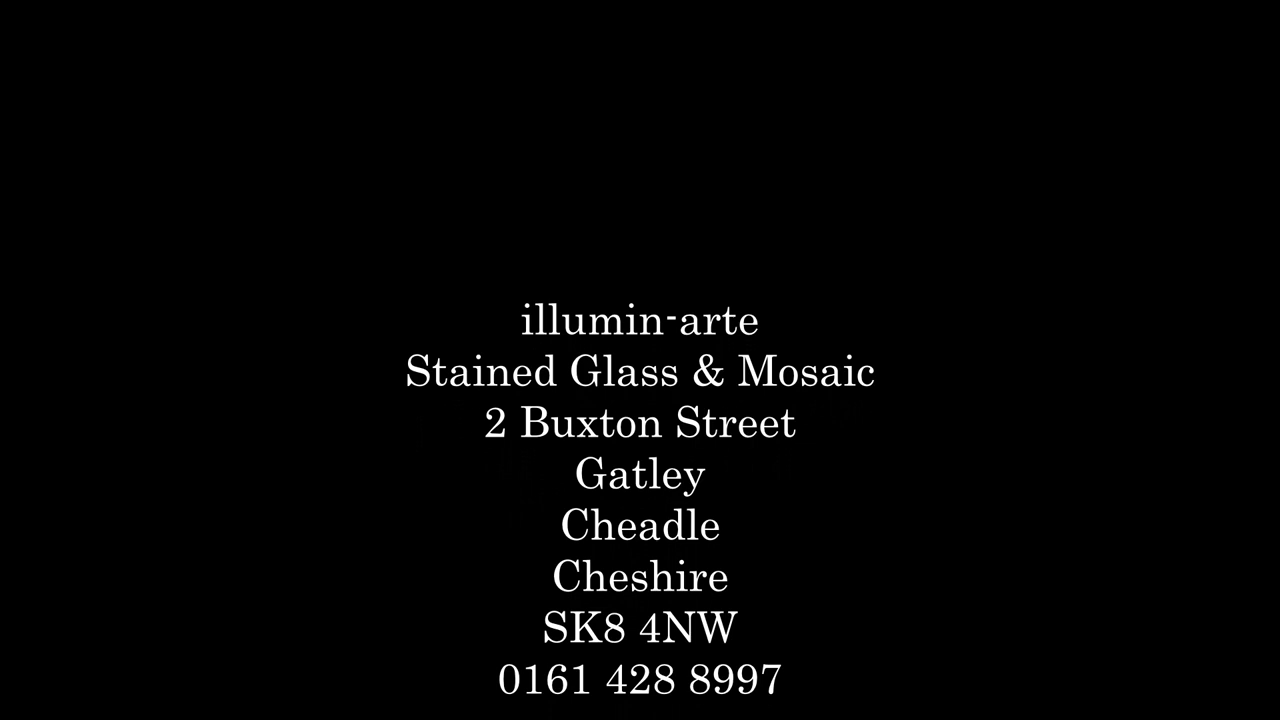 illumin-arte
Stained Glass & Mosaic
2 Buxton Street
Gatley
Cheadle
Cheshire
SK8 4NW
0161 428 8997